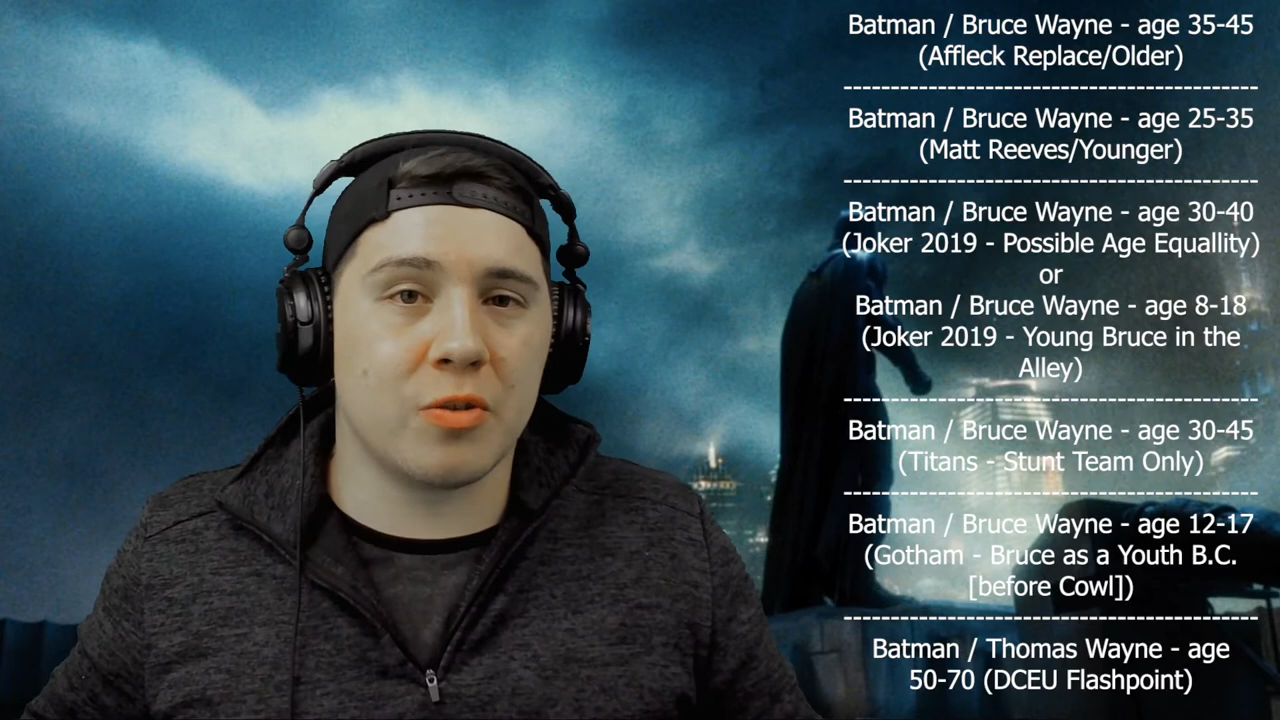 Batman / Bruce Wayne - age 35-45
(Affleck Replace/Older)
--------------------------------------------
Batman / Bruce Wayne - age 25-35
(Matt Reeves/Younger)
--------------------------------------------
Batman / Bruce Wayne - age 30-40
(Joker 2019 - Possible Age Equallity)
or
Batman / Bruce Wayne - age 8-18
(Joker 2019 - Young Bruce in the
Alley)
--------------------------------------------
Batman / Bruce Wayne - age 30-45
(Titans - Stunt Team Only)
--------------------------------------------
Batman / Bruce Wayne - age 12-17
(Gotham - Bruce as a Youth B.C.
[before Cowl])
--------------------------------------------
Batman / Thomas Wayne - age
50-70 (DCEU Flashpoint)